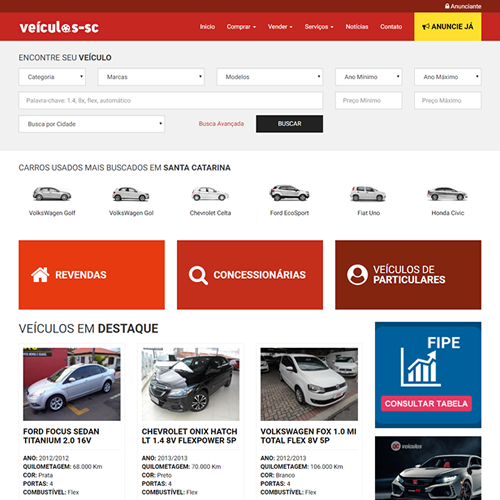 Anunciante
veículos-sc
Início Comprar Vender Serviços Notícias Contato ANUNCIE JÁ
ENCONTRE SEU VEÍCULO
Categoria Marcas Modelos Ano Mínimo Ano Máximo
Palavra-chave: 1.4, 8v, flex, automático Preço Mínimo Preço Máximo
Busca por Cidade Busca Avançada BUSCAR
CARROS USADOS MAIS BUSCADOS EM SANTA CATARINA
VolksWagen Golf VolksWagen Gol Chevrolet Celta Ford EcoSport Fiat Uno Honda Civic
REVENDAS
CONCESSIONÁRIAS
VEÍCULOS DE
PARTICULARES
VEÍCULOS EM DESTAQUE
FORD FOCUS SEDAN
TITANIUM 2.0 16V
ANO: 2012/2012
QUILOMETAGEM: 68.000 Km
COR: Prata
PORTAS: 4
COMBUSTÍVEL: Flex
CHEVROLET ONIX HATCH
LT 1.4 8V FLEXPOWER 5P
ANO: 2013/2013
QUILOMETAGEM: 70.000 Km
COR: Preto
PORTAS: 4
COMBUSTÍVEL: Flex
VOLKSWAGEN FOX 1.0 MI
TOTAL FLEX 8V 5P
ANO: 2012/2013
QUILOMETAGEM: 106.000 Km
COR: Branco
PORTAS: 4
COMBUSTÍVEL: Flex
FIPE
CONSULTAR TABELA